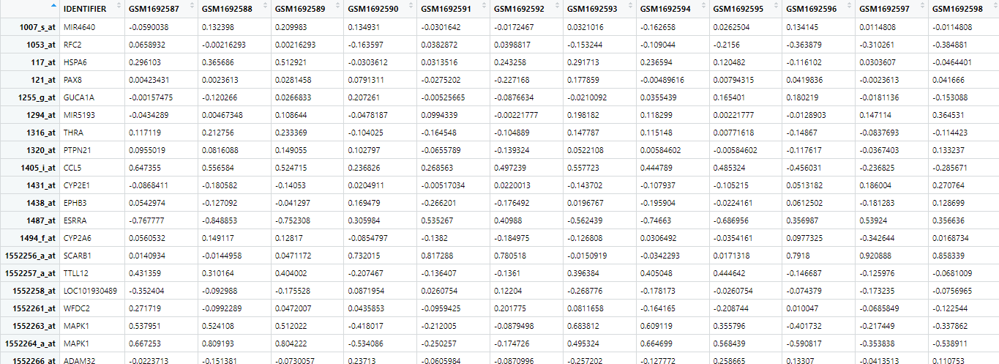 IDENTIFIER GSM1692587 GSM1692588 GSM1692589 GSM1692590 GSM1692591 GSM1692592 GSM1692593 GSM1692594 GSM1692595 GSM1692596 GSM1692597 GSM1692598
1007_s_at MIR4640 -0.0590038 0.132398 0.209983 0.134931 -0.0301642 -0.0172467 0.0321016 -0.162658 0.0262504 0.134145 0.0114808 -0.0114808
1053_at RFC2 0.0658932 -0.00216293 0.00216293 -0.163597 0.0382872 0.0398817 -0.153244 -0.109044 -0.2156 -0.363879 -0.310261 -0.384881
117_at HSPA6 0.296103 0.365686 0.512921 -0.0303612 0.0313516 0.243258 0.291713 0.236594 0.120482 -0.116102 0.0303607 -0.0464401
121_at PAX8 0.00423431 0.0023613 0.0281458 0.0791311 -0.0275202 -0.227168 0.177859 -0.00489616 0.00794315 0.0419836 -0.0023613 0.041666
1255_g_at GUCA1A -0.00157475 -0.120266 0.0266833 0.207261 -0.00525665 -0.0876634 -0.0210092 0.0355439 0.165401 0.180219 -0.0181136 -0.153088
1294_at MIR5193 -0.0434289 0.00467348 0.108644 -0.0478187 0.0994339 -0.00221777 0.198182 0.118299 0.00221777 -0.0128903 0.147114 0.364531
1316_at THRA 0.117119 0.212756 0.233369 -0.104025 -0.164548 -0.104889 0.147787 0.115148 0.00771618 -0.14867 -0.0837693 -0.114423
1320_at PTPN21 0.0955019 0.0816088 0.149055 0.102797 -0.0655789 -0.139324 0.0522108 0.00584602 -0.00584602 -0.117617 -0.0367403 0.133237
1405_i_at CCL5 0.647355 0.556584 0.524715 0.236826 0.268563 0.497239 0.557723 0.444789 0.485324 -0.456031 -0.236825 -0.285671
1431_at CYP2E1 -0.0868411 -0.180582 -0.14053 0.0204911 -0.00517034 0.0220013 -0.143702 -0.107937 -0.105215 0.0513182 0.186004 0.270764
1438_at EPHB3 0.0542974 -0.127092 -0.041297 0.169479 -0.266201 -0.176492 0.0196767 -0.195904 -0.0224161 0.0612502 -0.181283 0.128699
1487_at ESRRA -0.767777 -0.848853 -0.752308 0.305984 0.535267 0.40988 -0.562439 -0.74663 -0.686956 0.356987 0.53924 0.356636
1494_f_at CYP2A6 0.0560532 0.149117 0.12817 -0.0854797 -0.1382 -0.184975 -0.126808 0.0306492 -0.0354161 0.0977325 -0.342644 0.0168734
1552256_a_at SCARB1 0.0140934 -0.0144958 0.0471172 0.732015 0.817288 0.780518 -0.0150919 -0.0342293 0.0171318 0.7918 0.920888 0.858339
1552257_a_at TTLL12 0.431359 0.310164 0.404002 -0.207467 -0.136407 -0.1361 0.396384 0.405048 0.444642 -0.146687 -0.125976 -0.0681009
1552258_at LOC101930489 -0.352404 -0.092988 -0.175528 0.0871954 0.0260754 0.12204 -0.268776 -0.178173 -0.0260754 -0.074379 -0.173235 -0.0756965
1552261_at WFDC2 0.271719 -0.0992289 0.0472007 0.0435853 -0.0959425 0.201775 0.0811658 -0.164165 -0.208744 0.010047 -0.0685849 -0.122544
1552263_at MAPK1 0.537951 0.524108 0.512022 -0.418017 -0.212005 -0.0879498 0.683812 0.609119 0.355796 -0.401732 -0.217449 -0.337862
1552264_a_at MAPK1 0.667253 0.809193 0.804222 -0.534086 -0.250257 -0.174726 0.495324 0.664699 0.568439 -0.590817 -0.353838 -0.538911
1552266_at ADAM32 -0.0223713 -0.151381 -0.0730057 0.23713 -0.0605984 -0.0870996 -0.257202 -0.127772 0.258665 0.13307 -0.0413513 0.110753